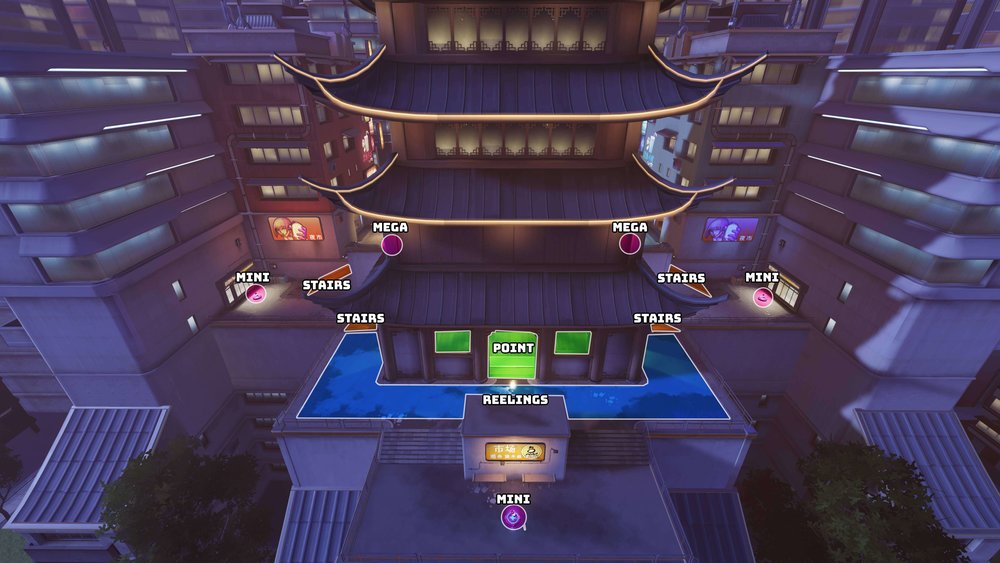 MEGA
MEGA
MINI
STAIRS
STAIRS
MINI
STAIRS
STAIRS
POINT
REELINGS
市场
MINI